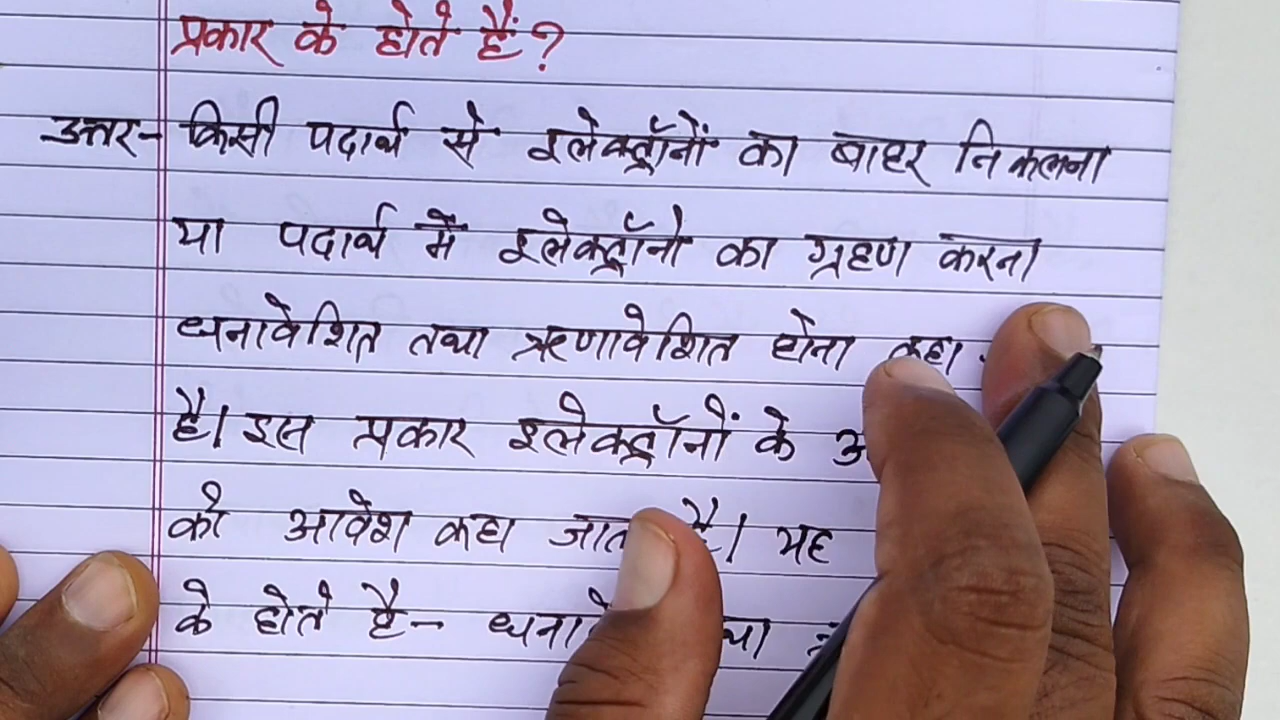 प्रकार के होते हैं?
उत्तर- किसी पदार्थ से इलेक्ट्रॉनों का बाहर निकलना
या पदार्थ में इलेक्ट्रॉनो का ग्रहण करना
धनावेशित तथा ऋणावेशित होना कहा
है। इस प्रकार इलेक्ट्रॉनों के
को आवेश कहा जाता है। यह
के होते है-